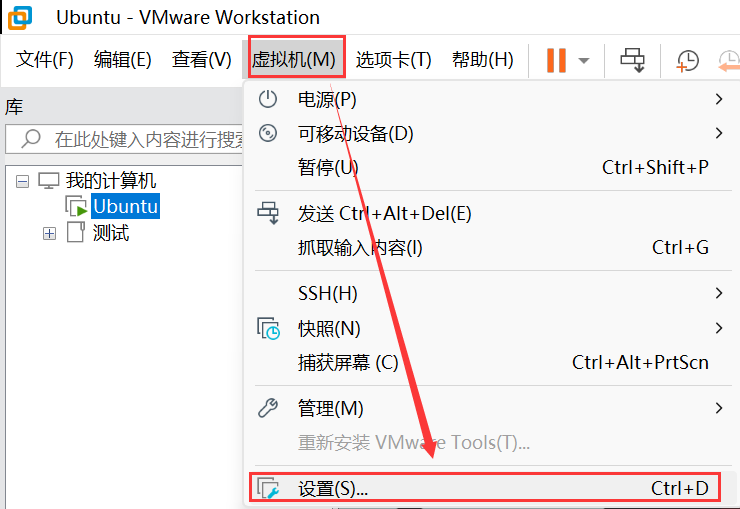 Ubuntu - VMware Workstation
文件(F) 编辑(E) 查看(V) 虚拟机(M) 选项卡(T) 帮助(H)
库
在此处键入内容进行搜索
我的计算机
Ubuntu
测试
电源(P)
可移动设备(D)
暂停(U) Ctrl+Shift+P
发送 Ctrl+Alt+Del(E)
抓取输入内容(I) Ctrl+G
SSH(H)
快照(N)
捕获屏幕 (C) Ctrl+Alt+PrtScn
管理(M)
重新安装 VMware Tools(T)...
设置(S)... Ctrl+D